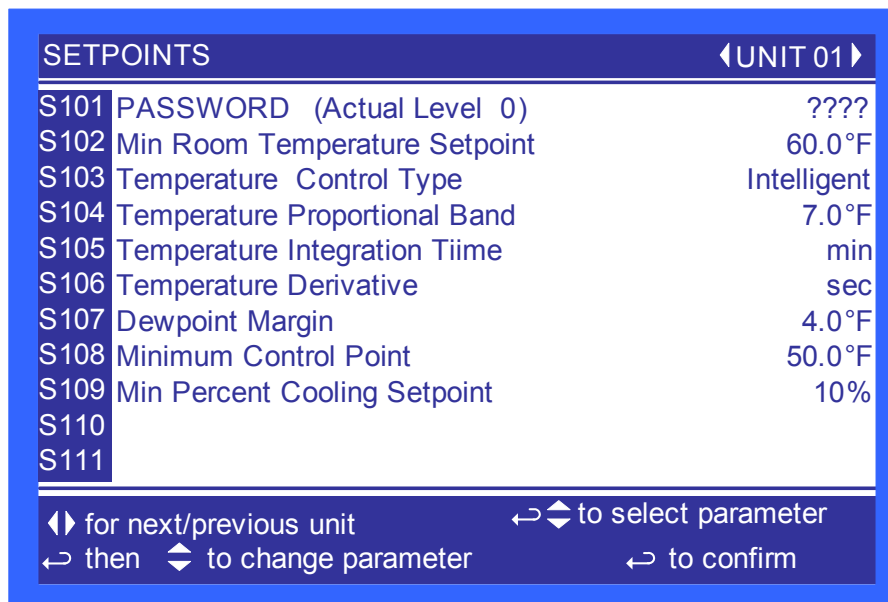 SETPOINTS UNIT 01
S101 PASSWORD (Actual Level 0) ????
S102 Min Room Temperature Setpoint 60.0°F
S103 Temperature Control Type Intelligent
S104 Temperature Proportional Band 7.0°F
S105 Temperature Integration Tiime min
S106 Temperature Derivative sec
S107 Dewpoint Margin 4.0°F
S108 Minimum Control Point 50.0°F
S109 Min Percent Cooling Setpoint 10%
S110
S111
for next/previous unit to select parameter
then to change parameter to confirm